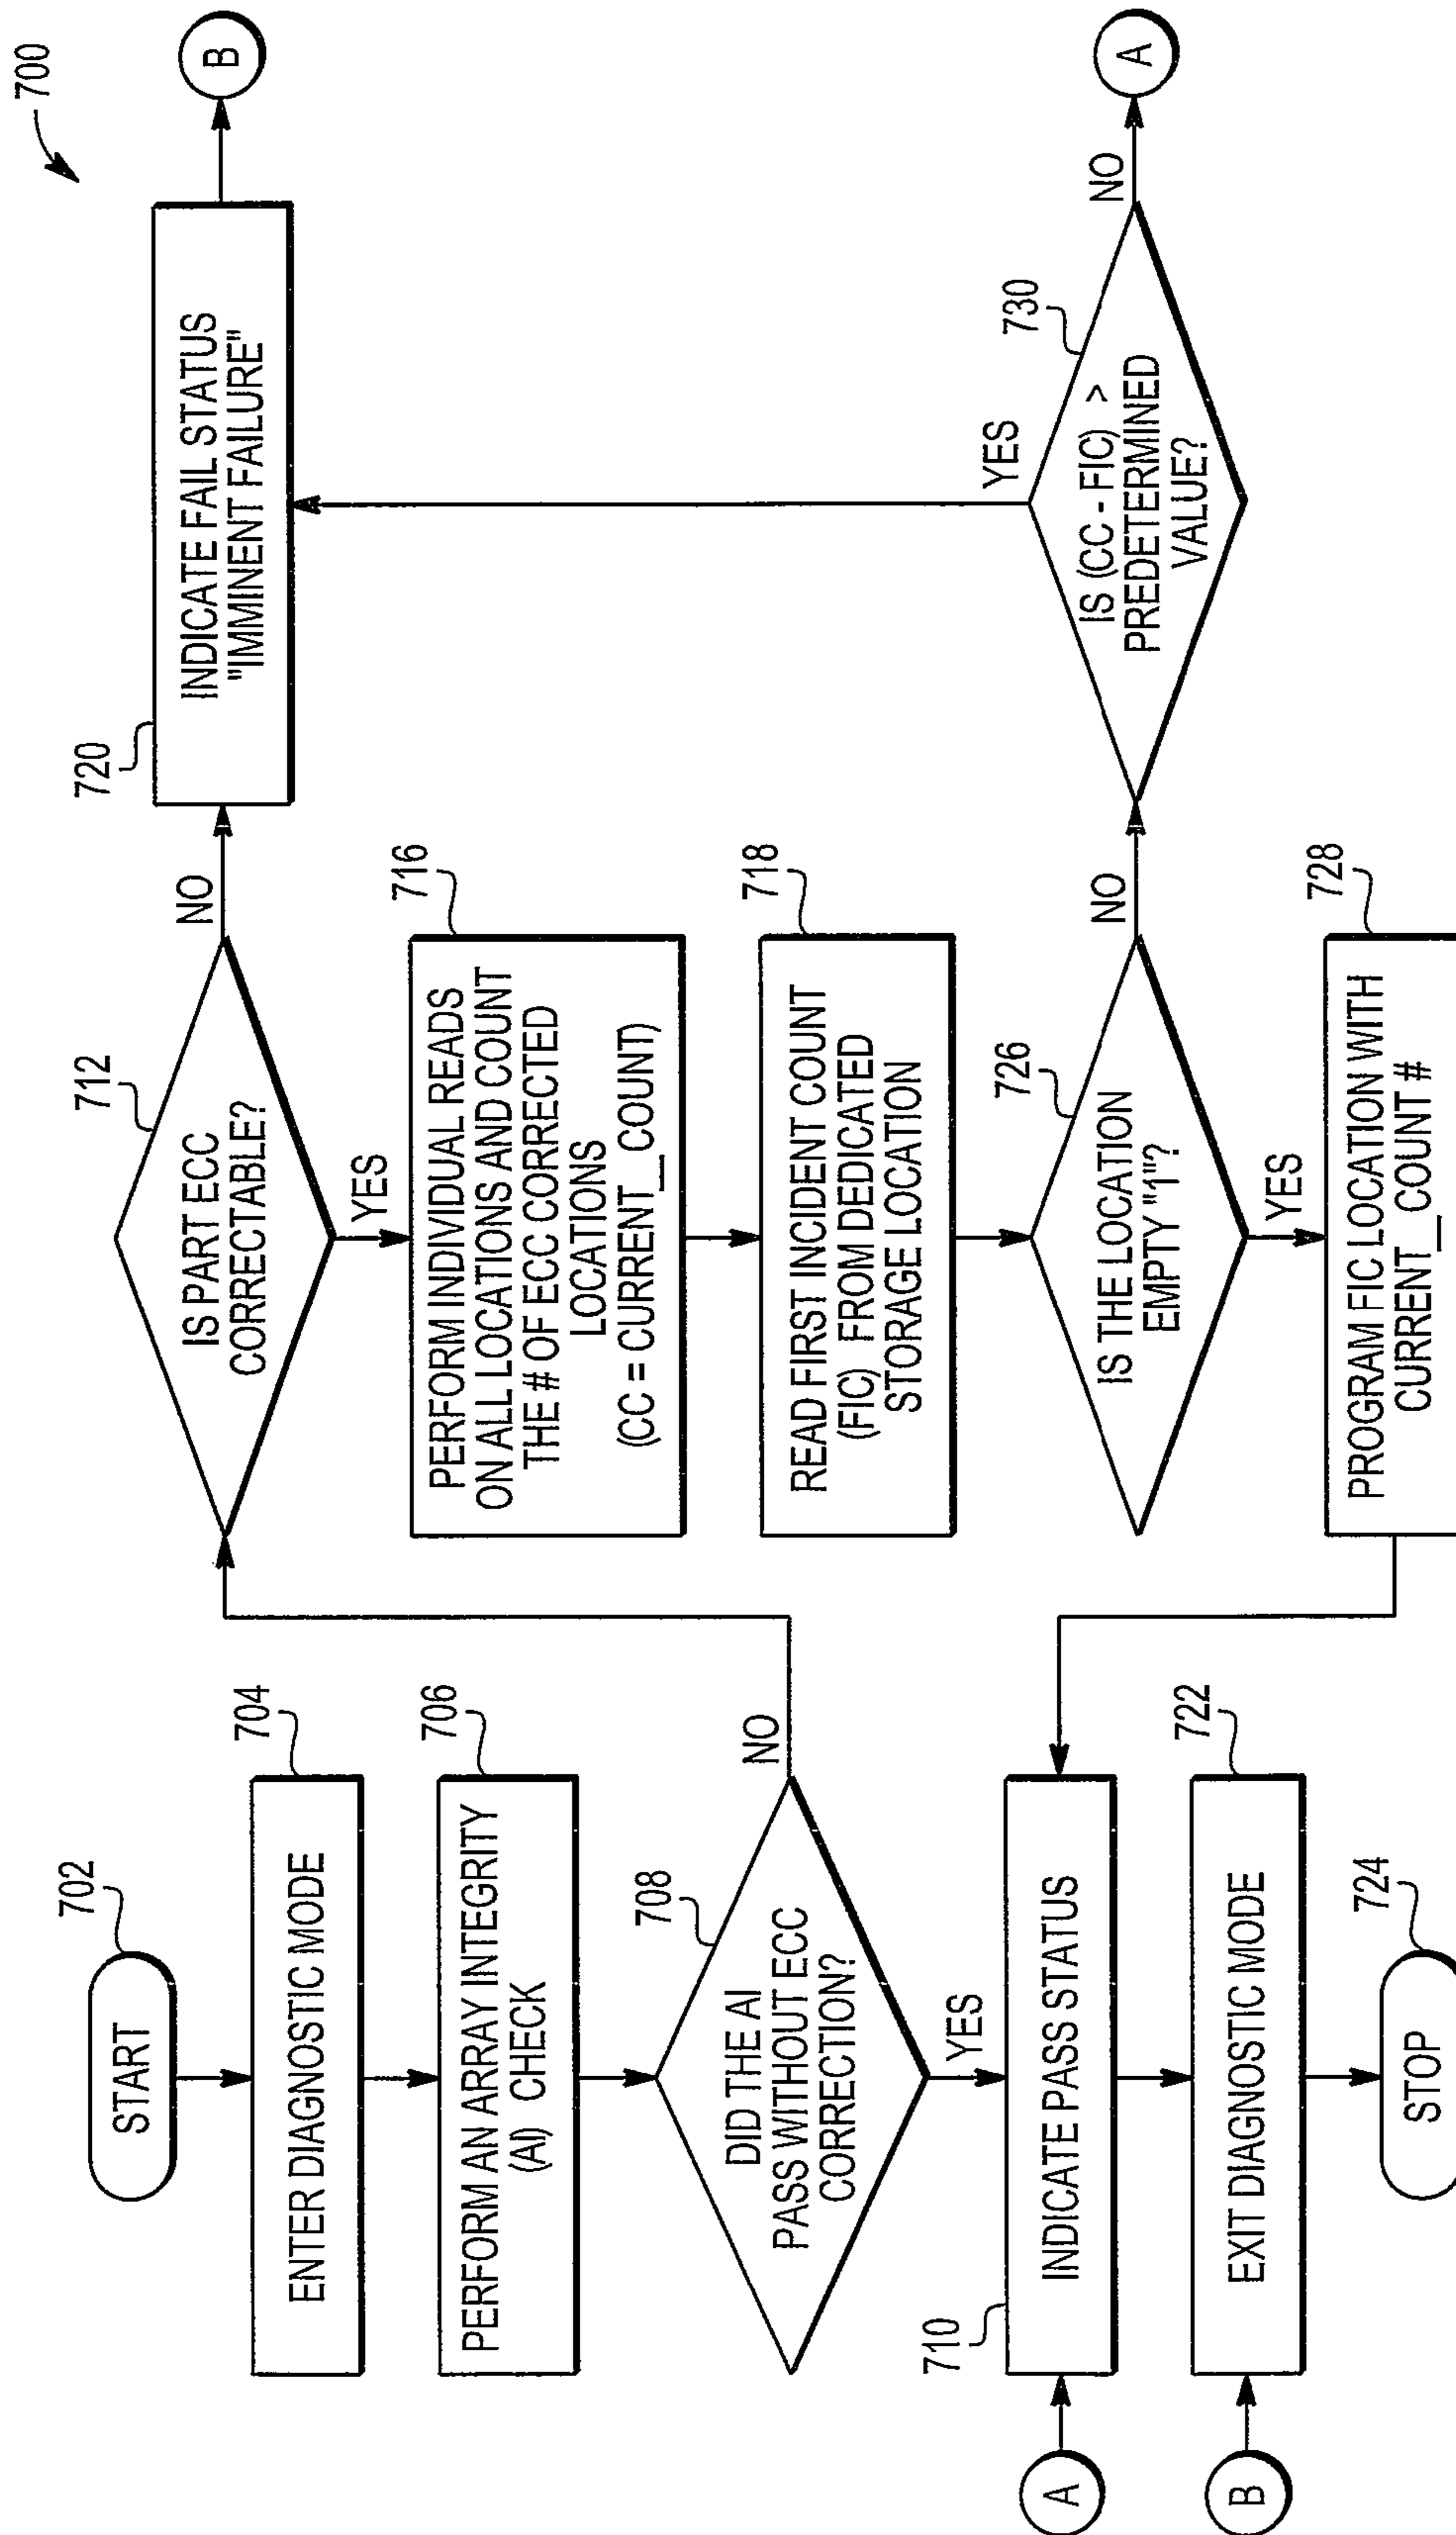 700
702
START
704
ENTER DIAGNOSTIC MODE
706
PERFORM AN ARRAY INTEGRITY
(AI) CHECK
708
DID THE AI
PASS WITHOUT ECC
CORRECTION?
NO
YES
710
INDICATE PASS STATUS
A
722
EXIT DIAGNOSTIC MODE
B
724
STOP
712
IS PART ECC
CORRECTABLE?
NO
YES
716
PERFORM INDIVIDUAL READS
ON ALL LOCATIONS AND COUNT
THE # OF ECC CORRECTED
LOCATIONS
(CC = CURRENT_COUNT)
718
READ FIRST INCIDENT COUNT
(FIC) FROM DEDICATED
STORAGE LOCATION
726
IS THE LOCATION
EMPTY "1"?
NO
YES
728
PROGRAM FIC LOCATION WITH
CURRENT_COUNT #
720
INDICATE FAIL STATUS
"IMMINENT FAILURE"
B
730
IS (CC - FIC) >
PREDETERMINED
VALUE?
YES
NO
A